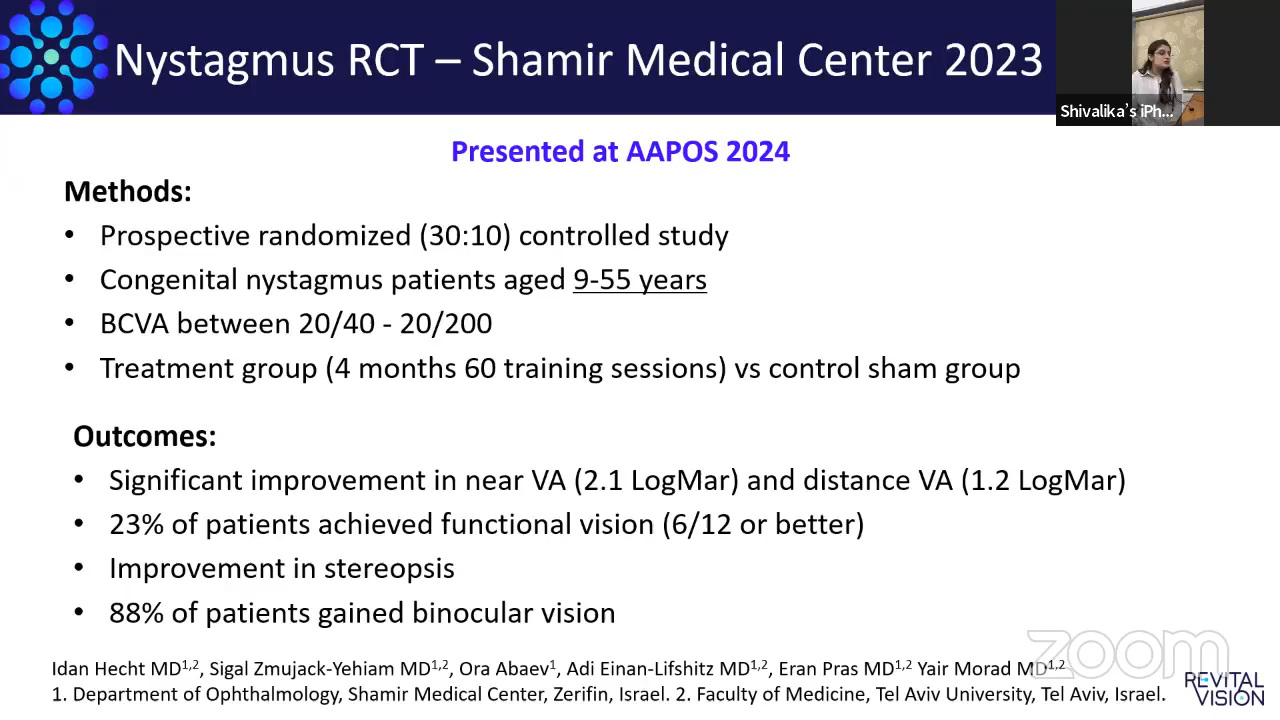 Nystagmus RCT – Shamir Medical Center 2023
Shivalika's iPh...
Presented at AAPOS 2024
Methods:
• Prospective randomized (30:10) controlled study
• Congenital nystagmus patients aged 9-55 years
• BCVA between 20/40 - 20/200
• Treatment group (4 months 60 training sessions) vs control sham group
Outcomes:
• Significant improvement in near VA (2.1 LogMar) and distance VA (1.2 LogMar)
• 23% of patients achieved functional vision (6/12 or better)
• Improvement in stereopsis
• 88% of patients gained binocular vision
Idan Hecht MD1,2, Sigal Zmujack-Yehiam MD1,2, Ora Abaev1, Adi Einan-Lifshitz MD1,2, Eran Pras MD1,2 Yair Morad MD1,2
1. Department of Ophthalmology, Shamir Medical Center, Zerifin, Israel. 2. Faculty of Medicine, Tel Aviv University, Tel Aviv, Israel.
zoom
REVITAL
VISION